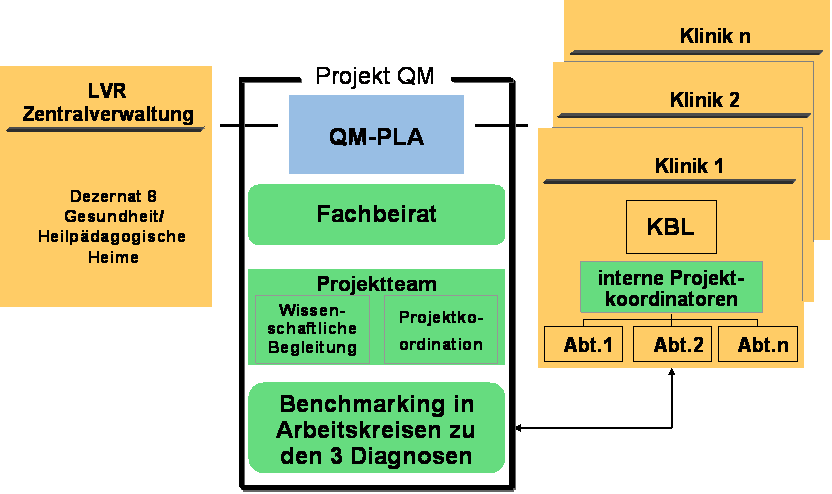 LVR
Zentralverwaltung
Dezernat 8
Gesundheit/
Heilpädagogische
Heime
Projekt QM
QM-PLA
Fachbeirat
Projektteam
Wissen-
schaftliche
Begleitung
Projektko-
ordination
Benchmarking in
Arbeitskreisen zu
den 3 Diagnosen
Klinik n
Klinik 2
Klinik 1
KBL
interne Projekt-
koordinatoren
Abt.1
Abt.2
Abt.n